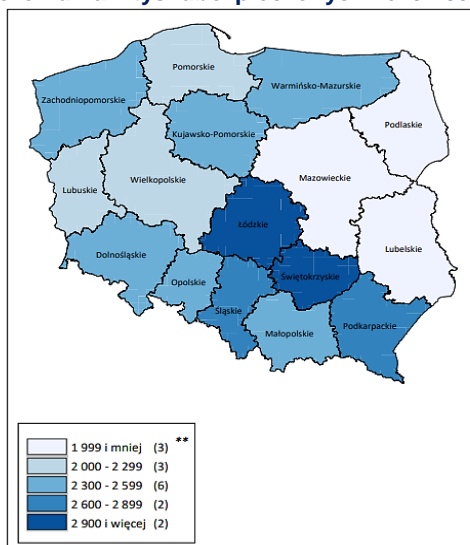 Pomorskie
Warmińsko-Mazurskie
Zachodniopomorskie
Podlaskie
Kujawsko-Pomorskie
Mazowieckie
Wielkopolskie
Lubuskie
Łódzkie
Lubelskie
Dolnośląskie
Świętokrzyskie
Opolskie
Śląskie
Podkarpackie
Małopolskie
1 999 i mniej (3) **
2 000 - 2 299 (3)
2 300 - 2 599 (6)
2 600 - 2 899 (2)
2 900 i więcej (2)